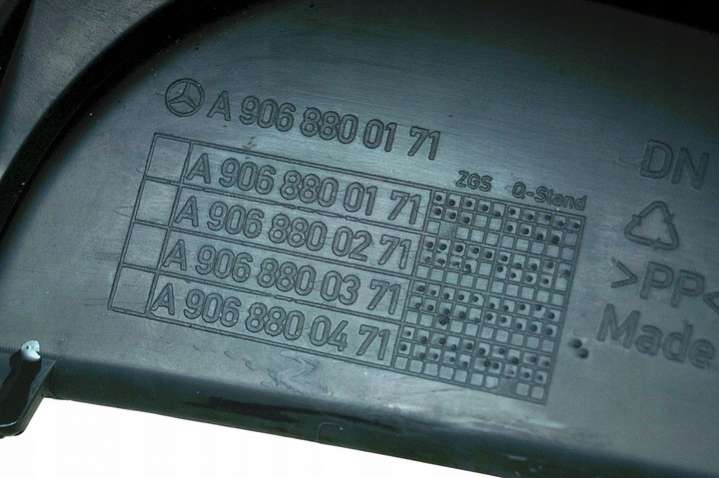 A 906 880 01 71
ZGS Q-Stand
A 906 880 01 71
A 906 880 02 71
A 906 880 03 71
A 906 880 04 71
DN
>PP<
Made